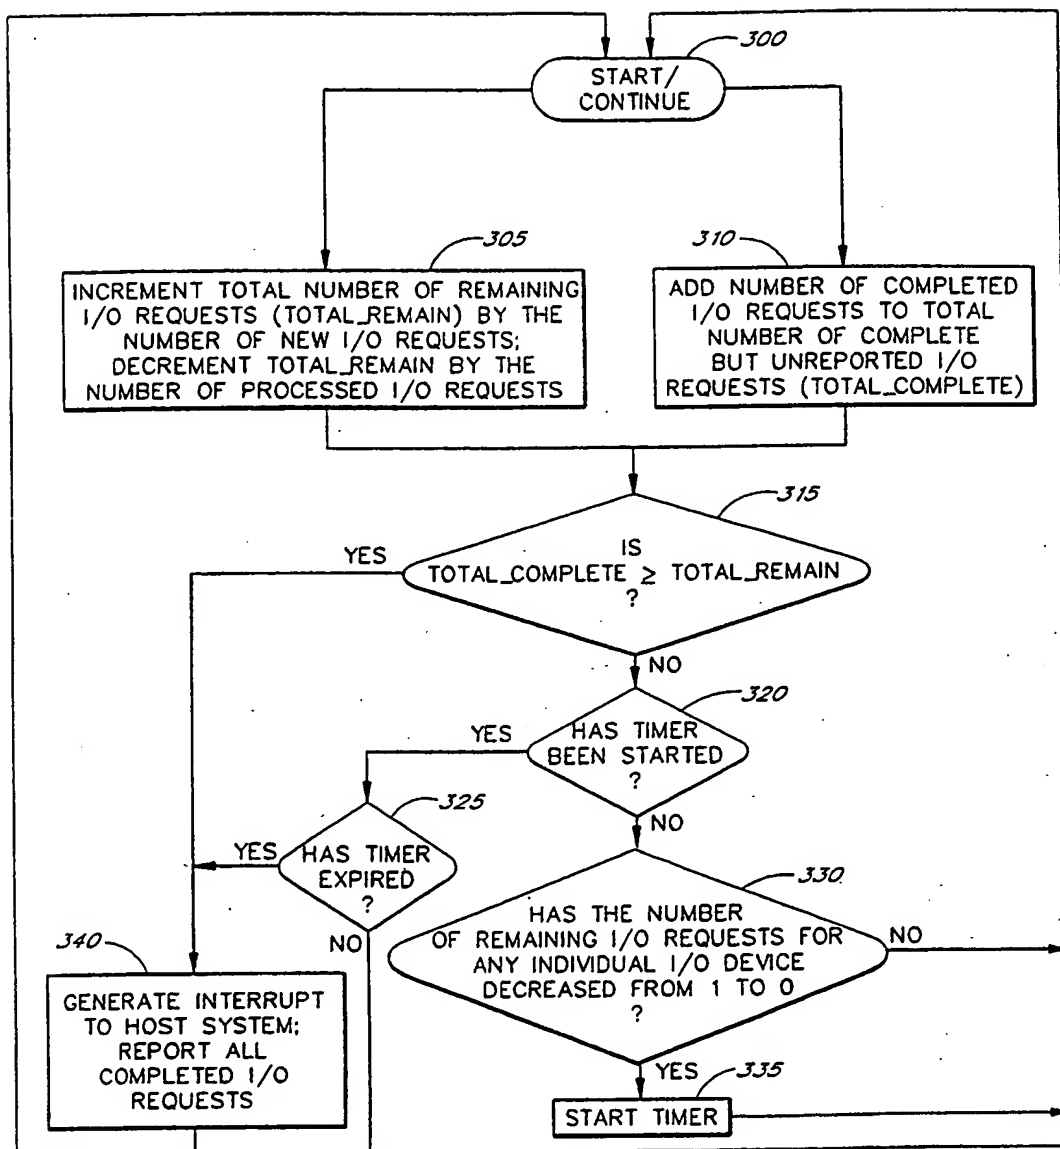 300
START/
CONTINUE
305
INCREMENT TOTAL NUMBER OF REMAINING
I/O REQUESTS (TOTAL_REMAIN) BY THE
NUMBER OF NEW I/O REQUESTS;
DECREMENT TOTAL_REMAIN BY THE
NUMBER OF PROCESSED I/O REQUESTS
310
ADD NUMBER OF COMPLETED
I/O REQUESTS TO TOTAL
NUMBER OF COMPLETE
BUT UNREPORTED I/O
REQUESTS (TOTAL_COMPLETE)
315
IS
TOTAL_COMPLETE ≥ TOTAL_REMAIN
?
YES
NO
320
HAS TIMER
BEEN STARTED
?
YES
NO
325
HAS TIMER
EXPIRED
?
YES
NO
330
HAS THE NUMBER
OF REMAINING I/O REQUESTS FOR
ANY INDIVIDUAL I/O DEVICE
DECREASED FROM 1 TO 0
?
NO
YES
335
START TIMER
340
GENERATE INTERRUPT
TO HOST SYSTEM;
REPORT ALL
COMPLETED I/O
REQUESTS